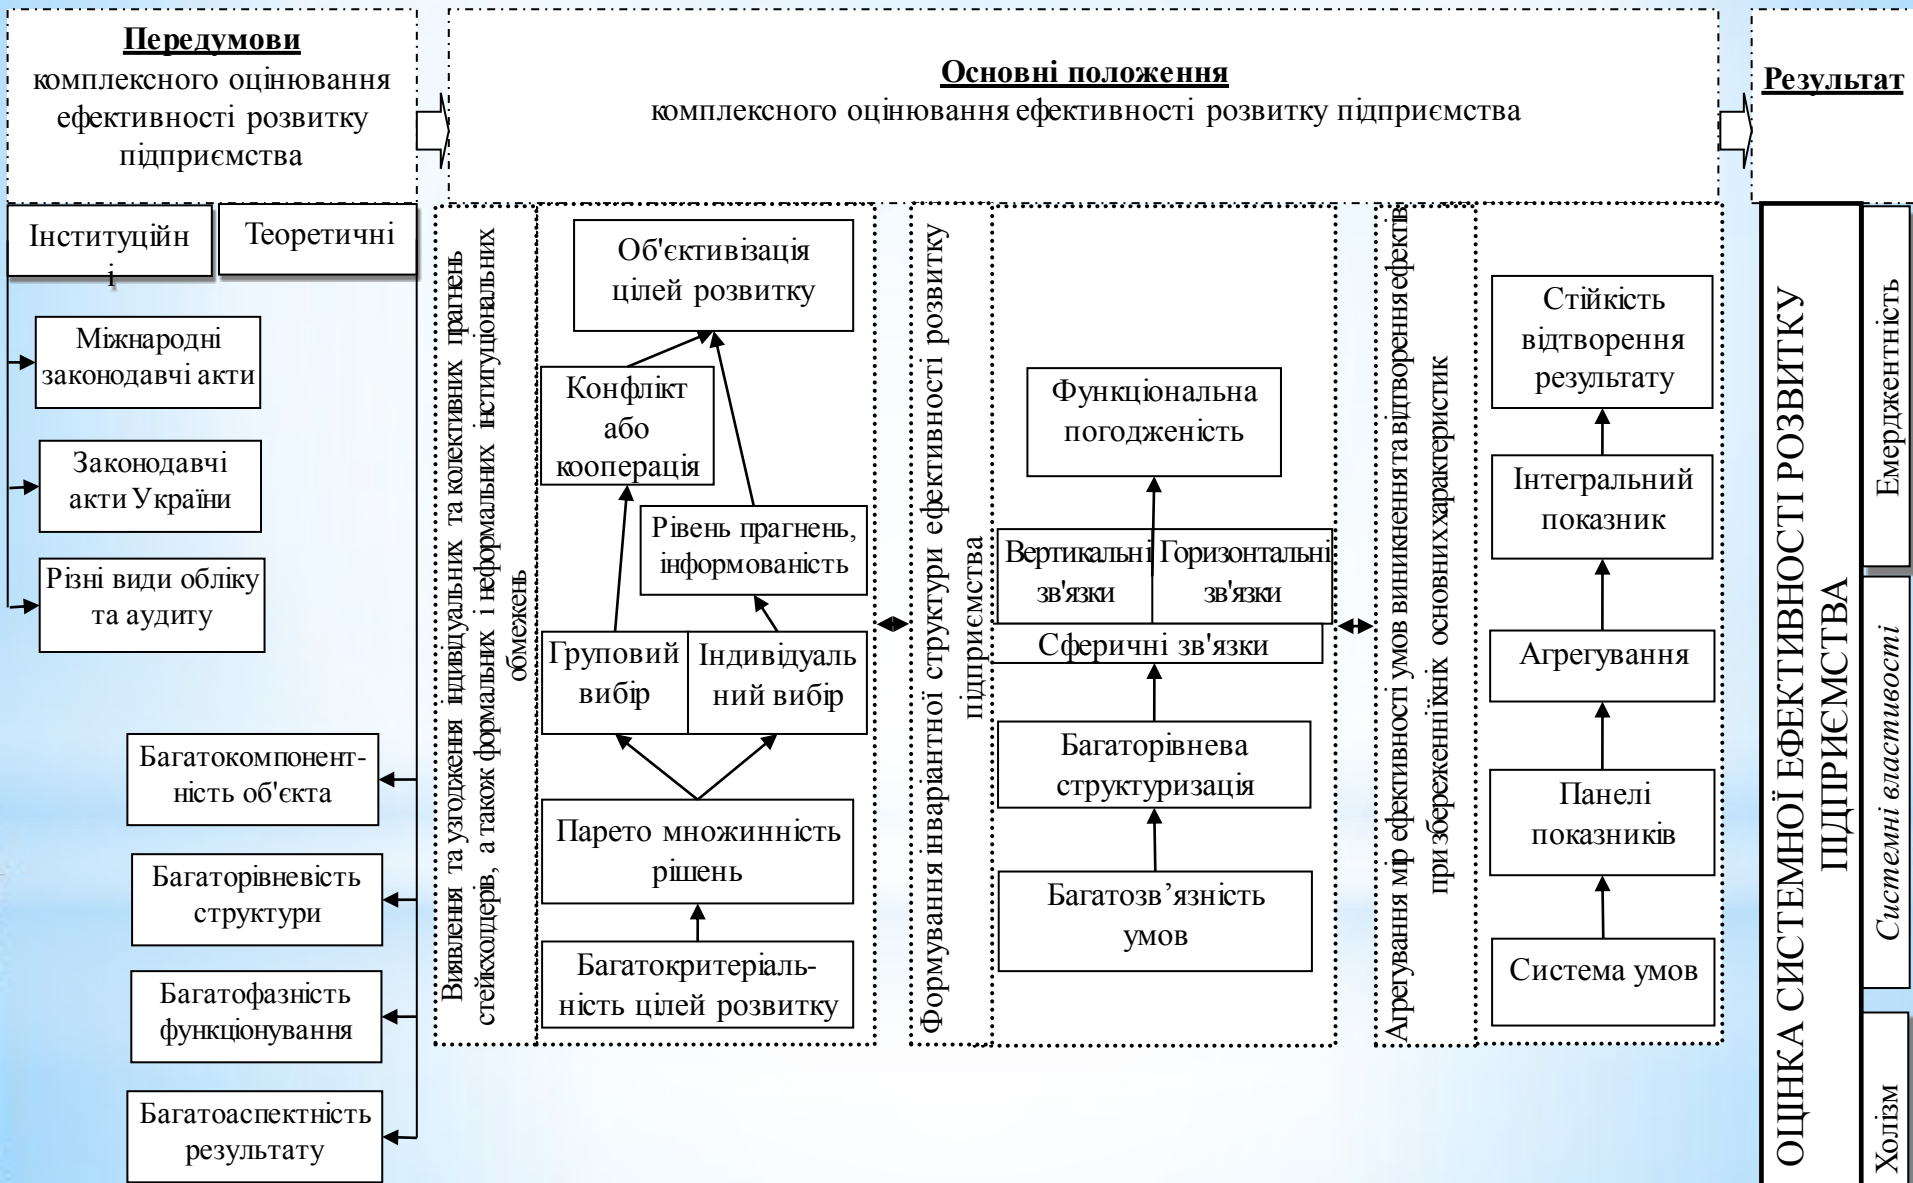 Передумови
комплексного оцінювання
ефективності розвитку
підприємства
Основні положення
комплексного оцінювання ефективності розвитку підприємства
Результат
Інституційн
і
Теоретичні
Міжнародні
законодавчі акти
Законодавчі
акти України
Різні види обліку
та аудиту
Багатокомпонент-
ність об'єкта
Багаторівневість
структури
Багатофазність
функціонування
Багатоаспектність
результату
Виявлення та узгодження індивідуальних та колективних прагнень
стейкхолдерів, а також формальних і неформальних інституціональних
обмежень
Об'єктивізація
цілей розвитку
Конфлікт
або
кооперація
Рівень прагнень,
інформованість
Груповий
вибір
Індивідуаль
ний вибір
Парето множинність
рішень
Багатокритеріаль-
ність цілей розвитку
Формування інваріантної структури ефективності розвитку
підприємства
Функціональна
погодженість
Вертикальні
зв'язки
Горизонтальні
зв'язки
Сферичні зв'язки
Багаторівнева
структуризація
Багатозв’язність
умов
Агрегування мір ефективності умов виникнення та відтворення ефектів
при збереженні їхніх основних характеристик
Стійкість
відтворення
результату
Інтегральний
показник
Агрегування
Панелі
показників
Система умов
ОЦІНКА СИСТЕМНОЇ ЕФЕКТИВНОСТІ РОЗВИТКУ
ПІДПРИЄМСТВА
Емерджентність
Системні властивості
Холізм